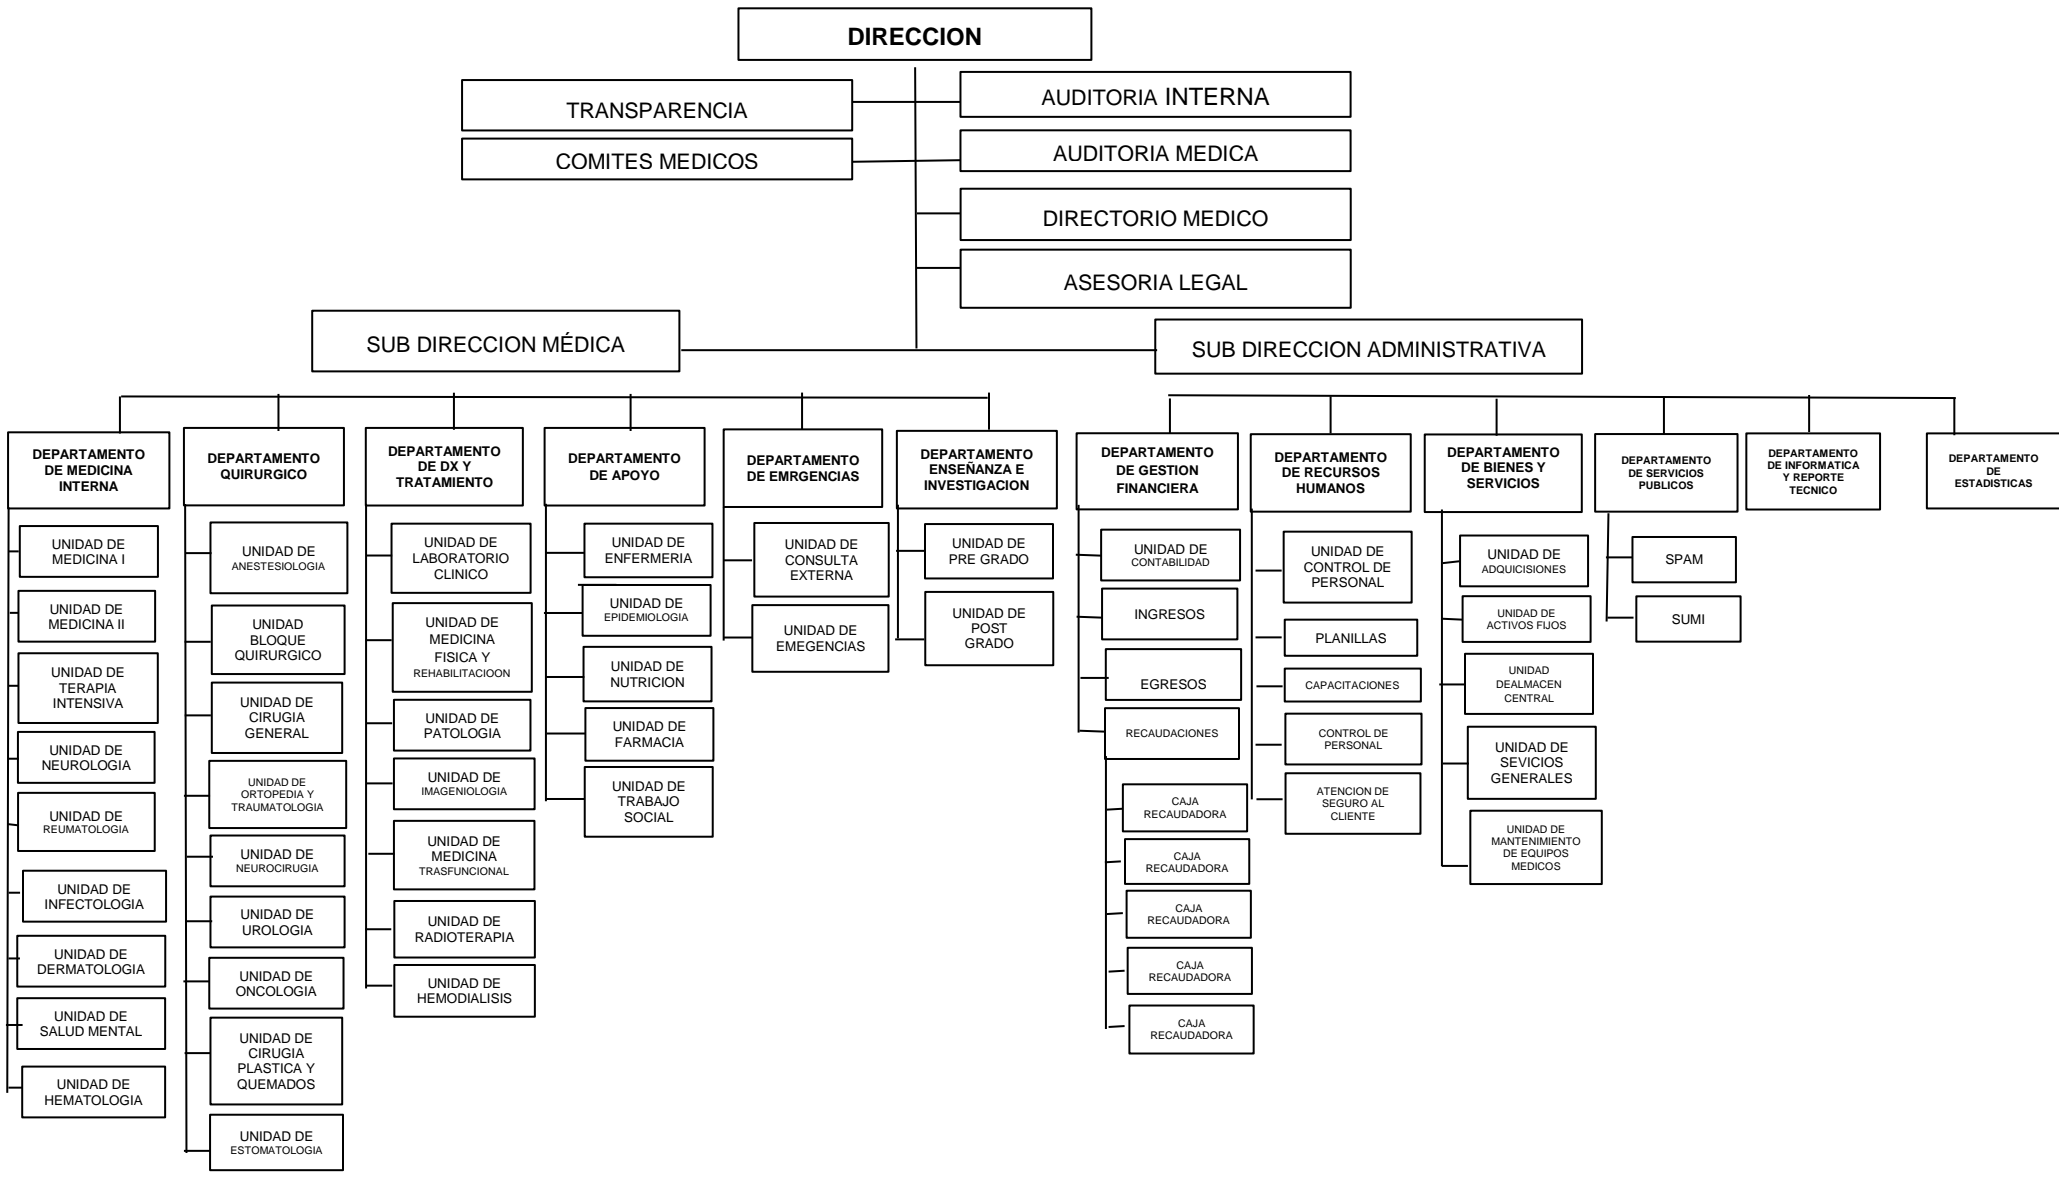 DIRECCION
TRANSPARENCIA
AUDITORIA INTERNA
COMITES MEDICOS
AUDITORIA MEDICA
DIRECTORIO MEDICO
ASESORIA LEGAL
SUB DIRECCION MÉDICA
SUB DIRECCION ADMINISTRATIVA
DEPARTAMENTO
DE MEDICINA
INTERNA
UNIDAD DE
MEDICINA I
UNIDAD DE
MEDICINA II
UNIDAD DE
TERAPIA
INTENSIVA
UNIDAD DE
NEUROLOGIA
UNIDAD DE
REUMATOLOGIA
UNIDAD DE
INFECTOLOGIA
UNIDAD DE
DERMATOLOGIA
UNIDAD DE
SALUD MENTAL
UNIDAD DE
HEMATOLOGIA
DEPARTAMENTO
QUIRURGICO
UNIDAD DE
ANESTESIOLOGIA
UNIDAD
BLOQUE
QUIRURGICO
UNIDAD DE
CIRUGIA
GENERAL
UNIDAD DE
ORTOPEDIA Y
TRAUMATOLOGIA
UNIDAD DE
NEUROCIRUGIA
UNIDAD DE
UROLOGIA
UNIDAD DE
ONCOLOGIA
UNIDAD DE
CIRUGIA
PLASTICA Y
QUEMADOS
UNIDAD DE
ESTOMATOLOGIA
DEPARTAMENTO
DE DX Y
TRATAMIENTO
UNIDAD DE
LABORATORIO
CLINICO
UNIDAD DE
MEDICINA
FISICA Y
REHABILITACIOON
UNIDAD DE
PATOLOGIA
UNIDAD DE
IMAGENIOLOGIA
UNIDAD DE
MEDICINA
TRASFUNCIONAL
UNIDAD DE
RADIOTERAPIA
UNIDAD DE
HEMODIALISIS
DEPARTAMENTO
DE APOYO
UNIDAD DE
ENFERMERIA
UNIDAD DE
EPIDEMIOLOGIA
UNIDAD DE
NUTRICION
UNIDAD DE
FARMACIA
UNIDAD DE
TRABAJO
SOCIAL
DEPARTAMENTO
DE EMRGENCIAS
UNIDAD DE
CONSULTA
EXTERNA
UNIDAD DE
EMEGENCIAS
DEPARTAMENTO
ENSEÑANZA E
INVESTIGACION
UNIDAD DE
PRE GRADO
UNIDAD DE
POST
GRADO
DEPARTAMENTO
DE GESTION
FINANCIERA
UNIDAD DE
CONTABILIDAD
INGRESOS
EGRESOS
RECAUDACIONES
CAJA
RECAUDADORA
CAJA
RECAUDADORA
CAJA
RECAUDADORA
CAJA
RECAUDADORA
CAJA
RECAUDADORA
DEPARTAMENTO
DE RECURSOS
HUMANOS
UNIDAD DE
CONTROL DE
PERSONAL
PLANILLAS
CAPACITACIONES
CONTROL DE
PERSONAL
ATENCION DE
SEGURO AL
CLIENTE
DEPARTAMENTO
DE BIENES Y
SERVICIOS
UNIDAD DE
ADQUICISIONES
UNIDAD DE
ACTIVOS FIJOS
UNIDAD
DEALMACEN
CENTRAL
UNIDAD DE
SEVICIOS
GENERALES
UNIDAD DE
MANTENIMIENTO
DE EQUIPOS
MEDICOS
DEPARTAMENTO
DE SERVICIOS
PUBLICOS
SPAM
SUMI
DEPARTAMENTO
DE INFORMATICA
Y REPORTE
TECNICO
DEPARTAMENTO
DE
ESTADISTICAS